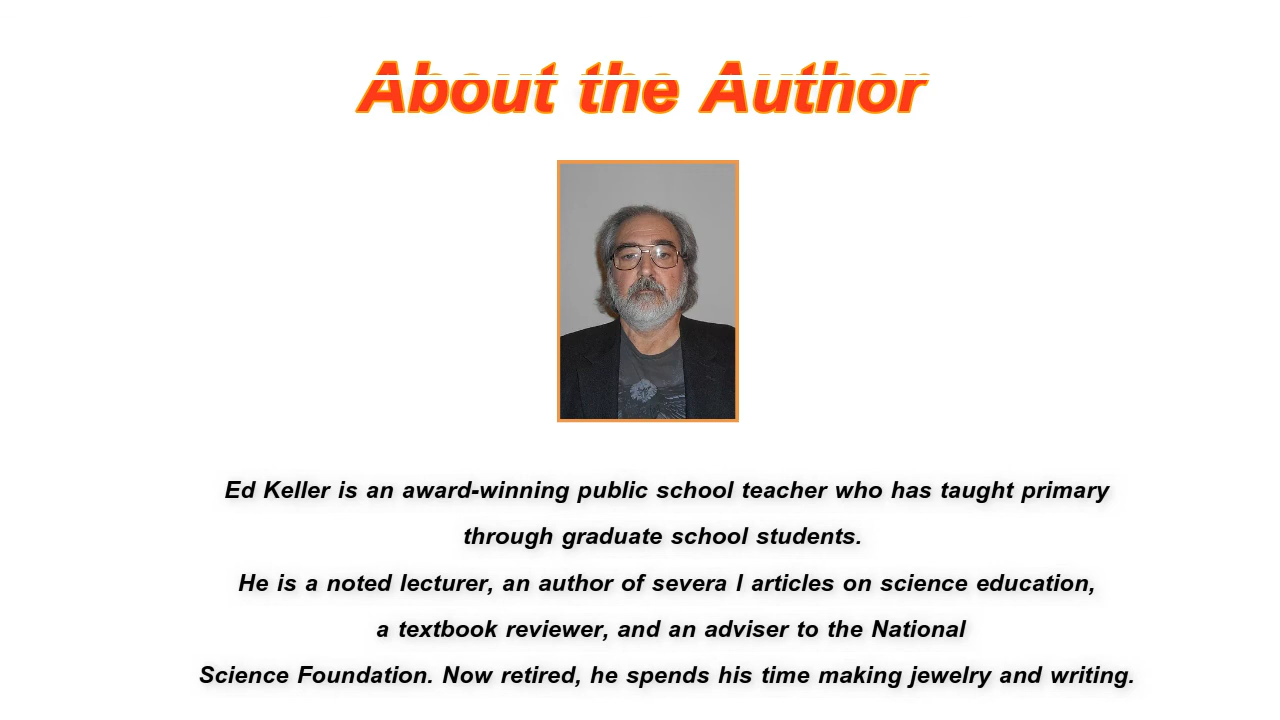 About the Author
Ed Keller is an award-winning public school teacher who has taught primary
through graduate school students.
He is a noted lecturer, an author of severa l articles on science education,
a textbook reviewer, and an adviser to the National
Science Foundation. Now retired, he spends his time making jewelry and writing.